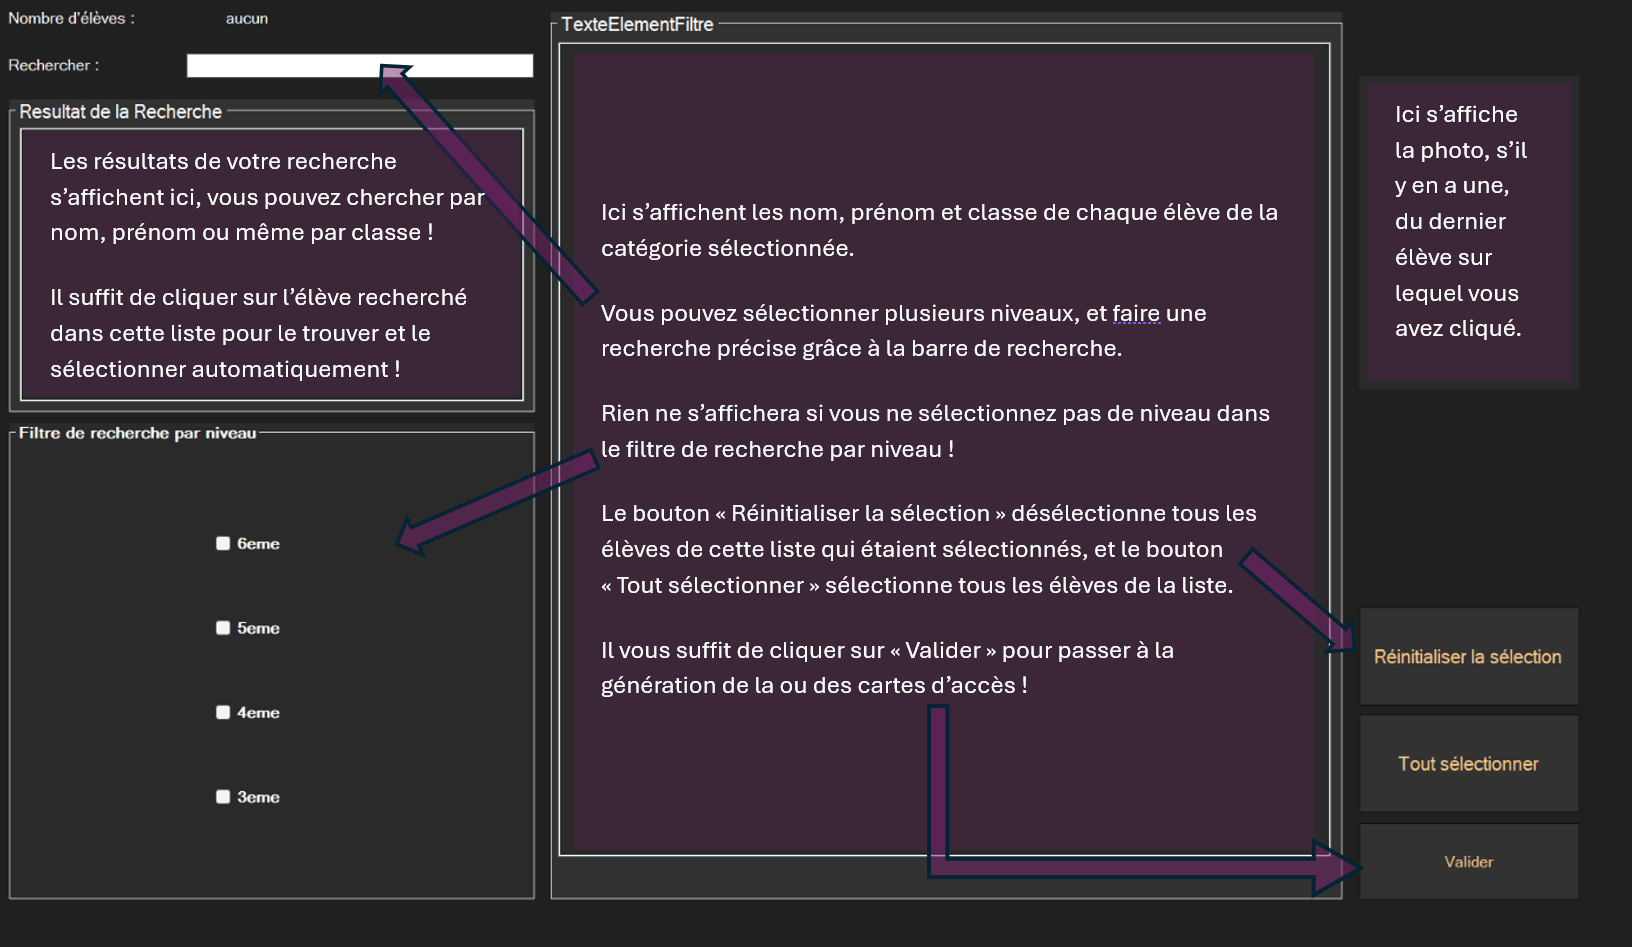 Nombre d'élèves : aucun
Rechercher :
Resultat de la Recherche
Les résultats de votre recherche
s’affichent ici, vous pouvez chercher par
nom, prénom ou même par classe !
Il suffit de cliquer sur l’élève recherché
dans cette liste pour le trouver et le
sélectionner automatiquement !
Filtre de recherche par niveau
6eme
5eme
4eme
3eme
TexteElementFiltre
Ici s’affichent les nom, prénom et classe de chaque élève de la
catégorie sélectionnée.
Vous pouvez sélectionner plusieurs niveaux, et faire une
recherche précise grâce à la barre de recherche.
Rien ne s’affichera si vous ne sélectionnez pas de niveau dans
le filtre de recherche par niveau !
Le bouton « Réinitialiser la sélection » désélectionne tous les
élèves de cette liste qui étaient sélectionnés, et le bouton
« Tout sélectionner » sélectionne tous les élèves de la liste.
Il vous suffit de cliquer sur « Valider » pour passer à la
génération de la ou des cartes d’accès !
Ici s’affiche
la photo, s’il
y en a une,
du dernier
élève sur
lequel vous
avez cliqué.
Réinitialiser la sélection
Tout sélectionner
Valider